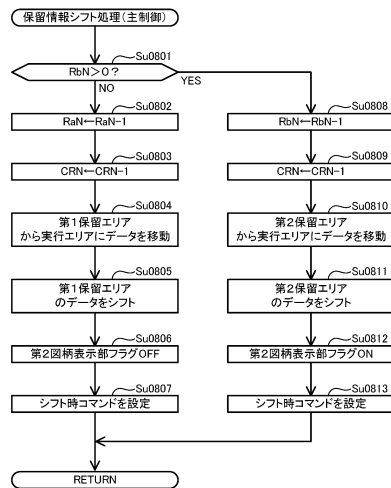 保留情報シフト処理(主制御)
Su0801
RbN>0?
NO
YES
Su0802
RaN←RaN-1
Su0803
CRN←CRN-1
Su0804
第1保留エリア
から実行エリアにデータを移動
Su0805
第1保留エリア
のデータをシフト
Su0806
第2図柄表示部フラグOFF
Su0807
シフト時コマンドを設定
Su0808
RbN←RbN-1
Su0809
CRN←CRN-1
Su0810
第2保留エリア
から実行エリアにデータを移動
Su0811
第2保留エリア
のデータをシフト
Su0812
第2図柄表示部フラグON
Su0813
シフト時コマンドを設定
RETURN